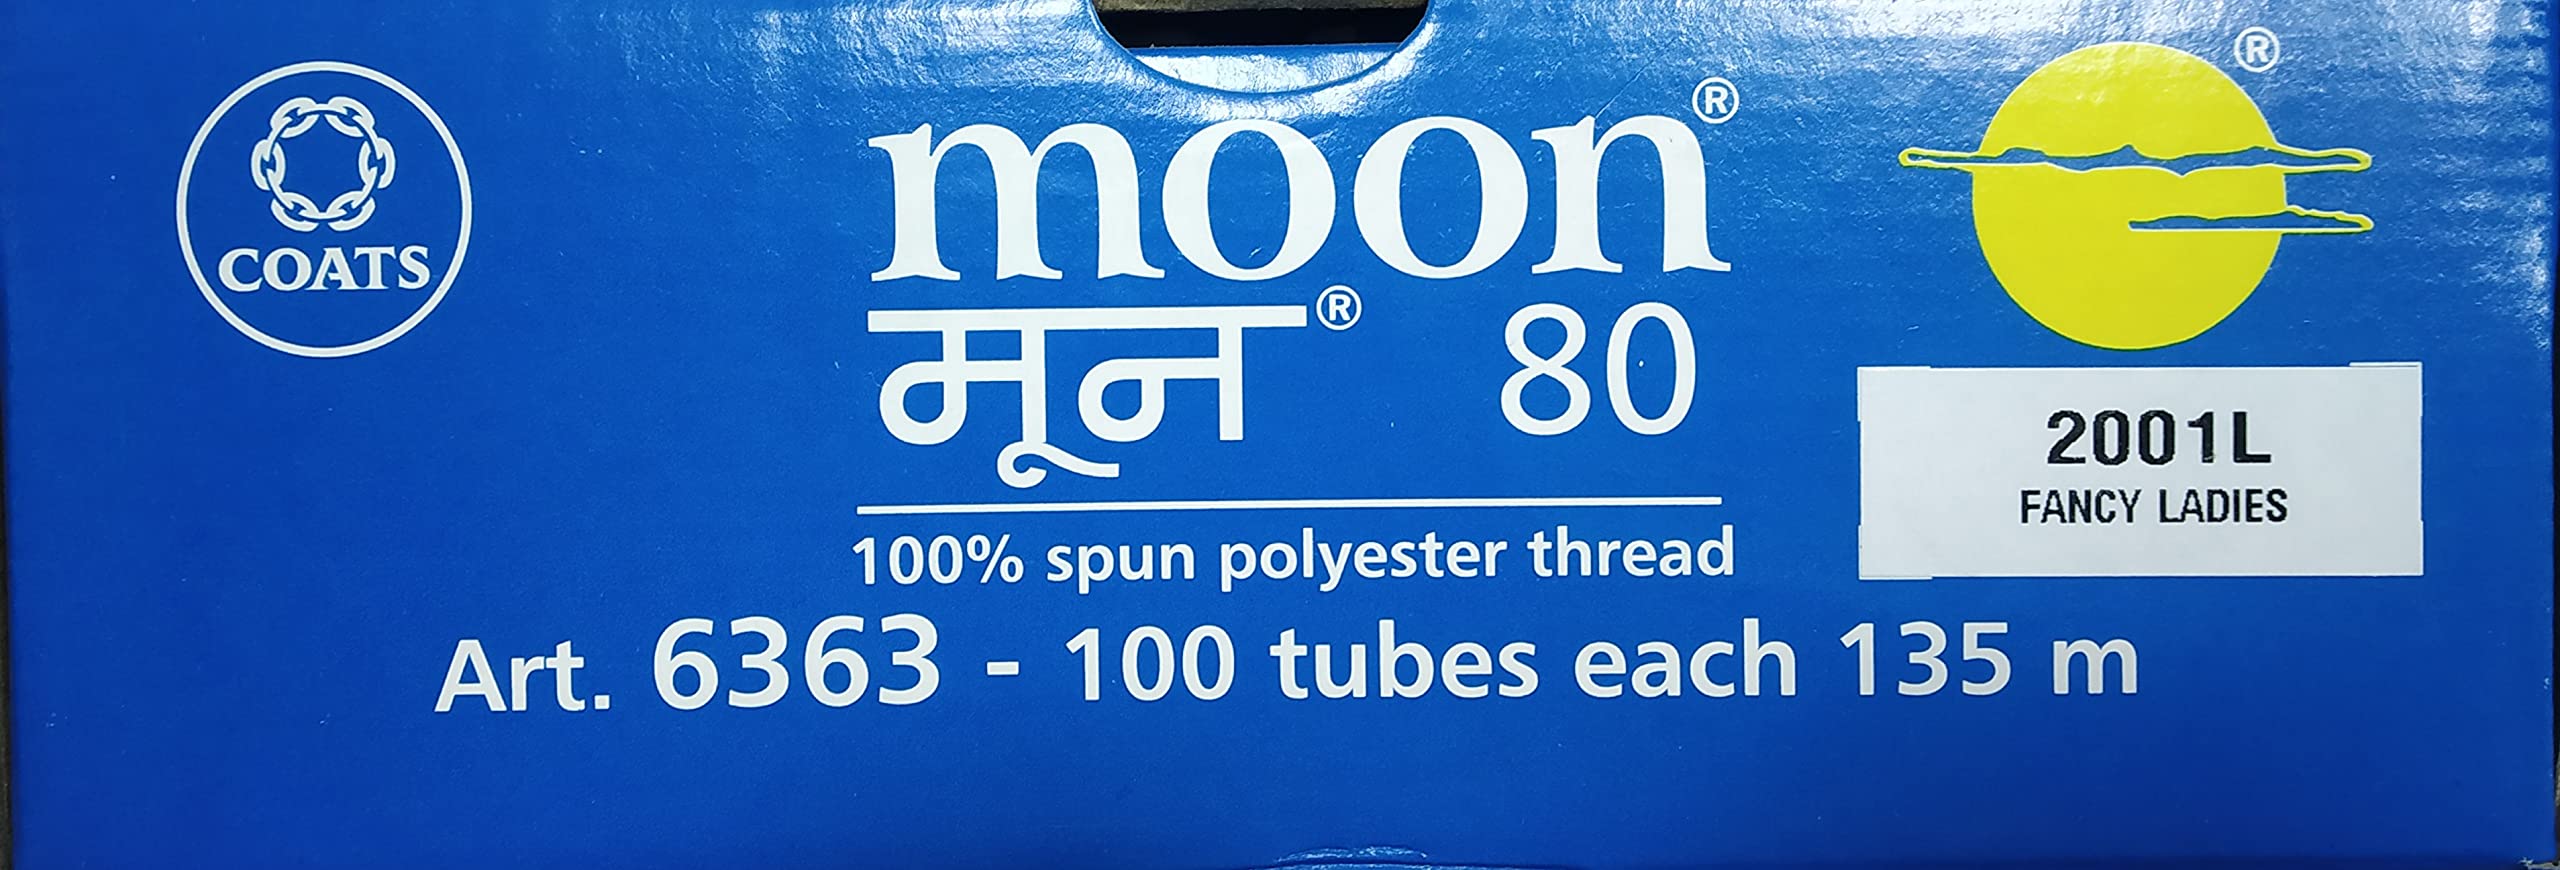 COATS
moon®
मून® 80
100% spun polyester thread
Art. 6363 - 100 tubes each 135 m
®
2001L
FANCY LADIES